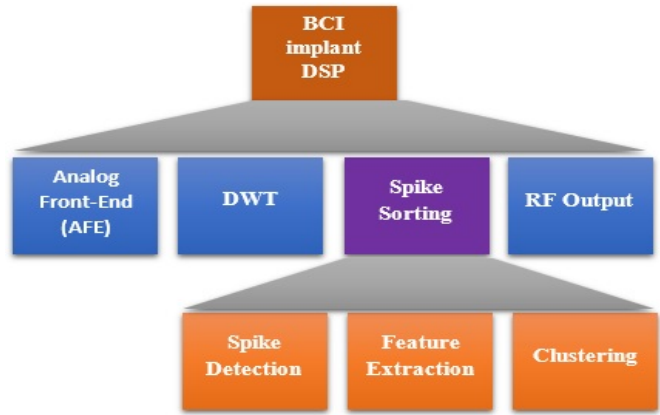 BCI
implant
DSP
Analog
Front-End
(AFE)
DWT
Spike
Sorting
RF Output
Spike
Detection
Feature
Extraction
Clustering